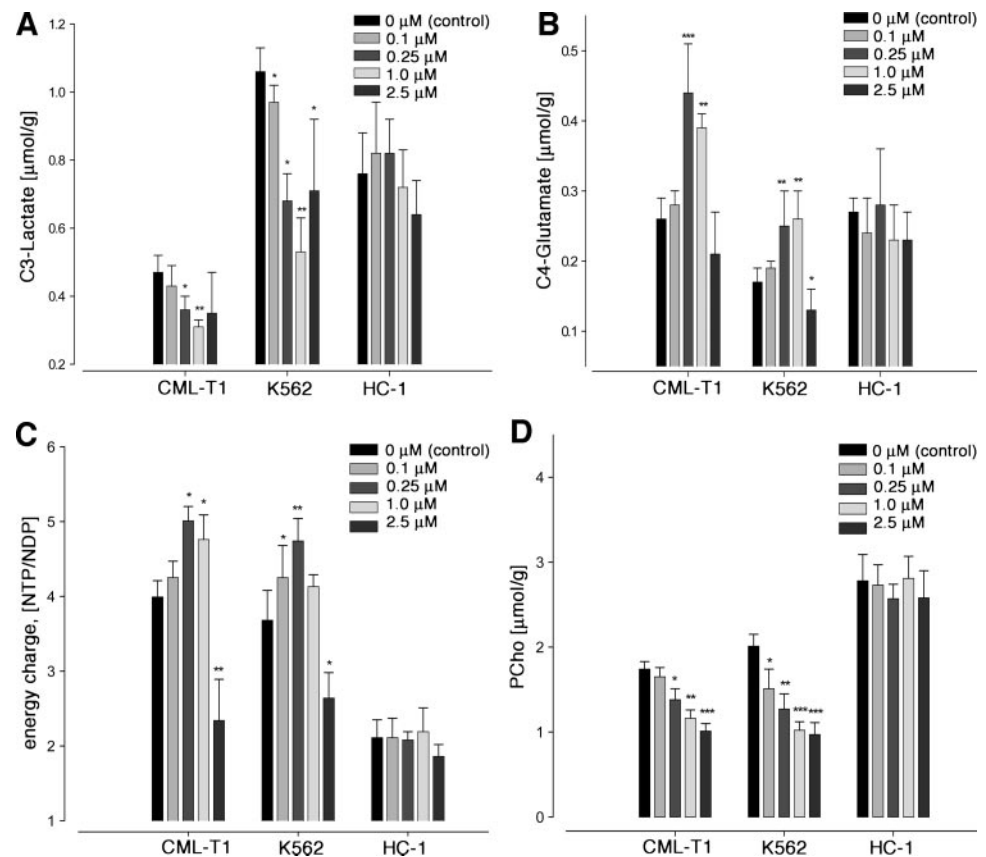 A
C3-Lactate [μmol/g]
1.2
1.0
0.8
0.6
0.4
0.2
0 μM (control)
0.1 μM
0.25 μM
1.0 μM
2.5 μM
* ** * * ** *
CML-T1 K562 HC-1
B
C4-Glutamate [μmol/g]
0.5
0.3
0.2
0.1
0 μM (control)
0.1 μM
0.25 μM
1.0 μM
2.5 μM
*** ** ** ** *
CML-T1 K562 HC-1
C
energy charge, [NTP/NDP]
6
5
4
3
2
1
0 μM (control)
0.1 μM
0.25 μM
1.0 μM
2.5 μM
* * ** * ** *
CML-T1 K562 HC-1
D
PCho [μmol/g]
4
3
2
1
0
0 μM (control)
0.1 μM
0.25 μM
1.0 μM
2.5 μM
* ** *** * ** *** ***
CML-T1 K562 HC-1